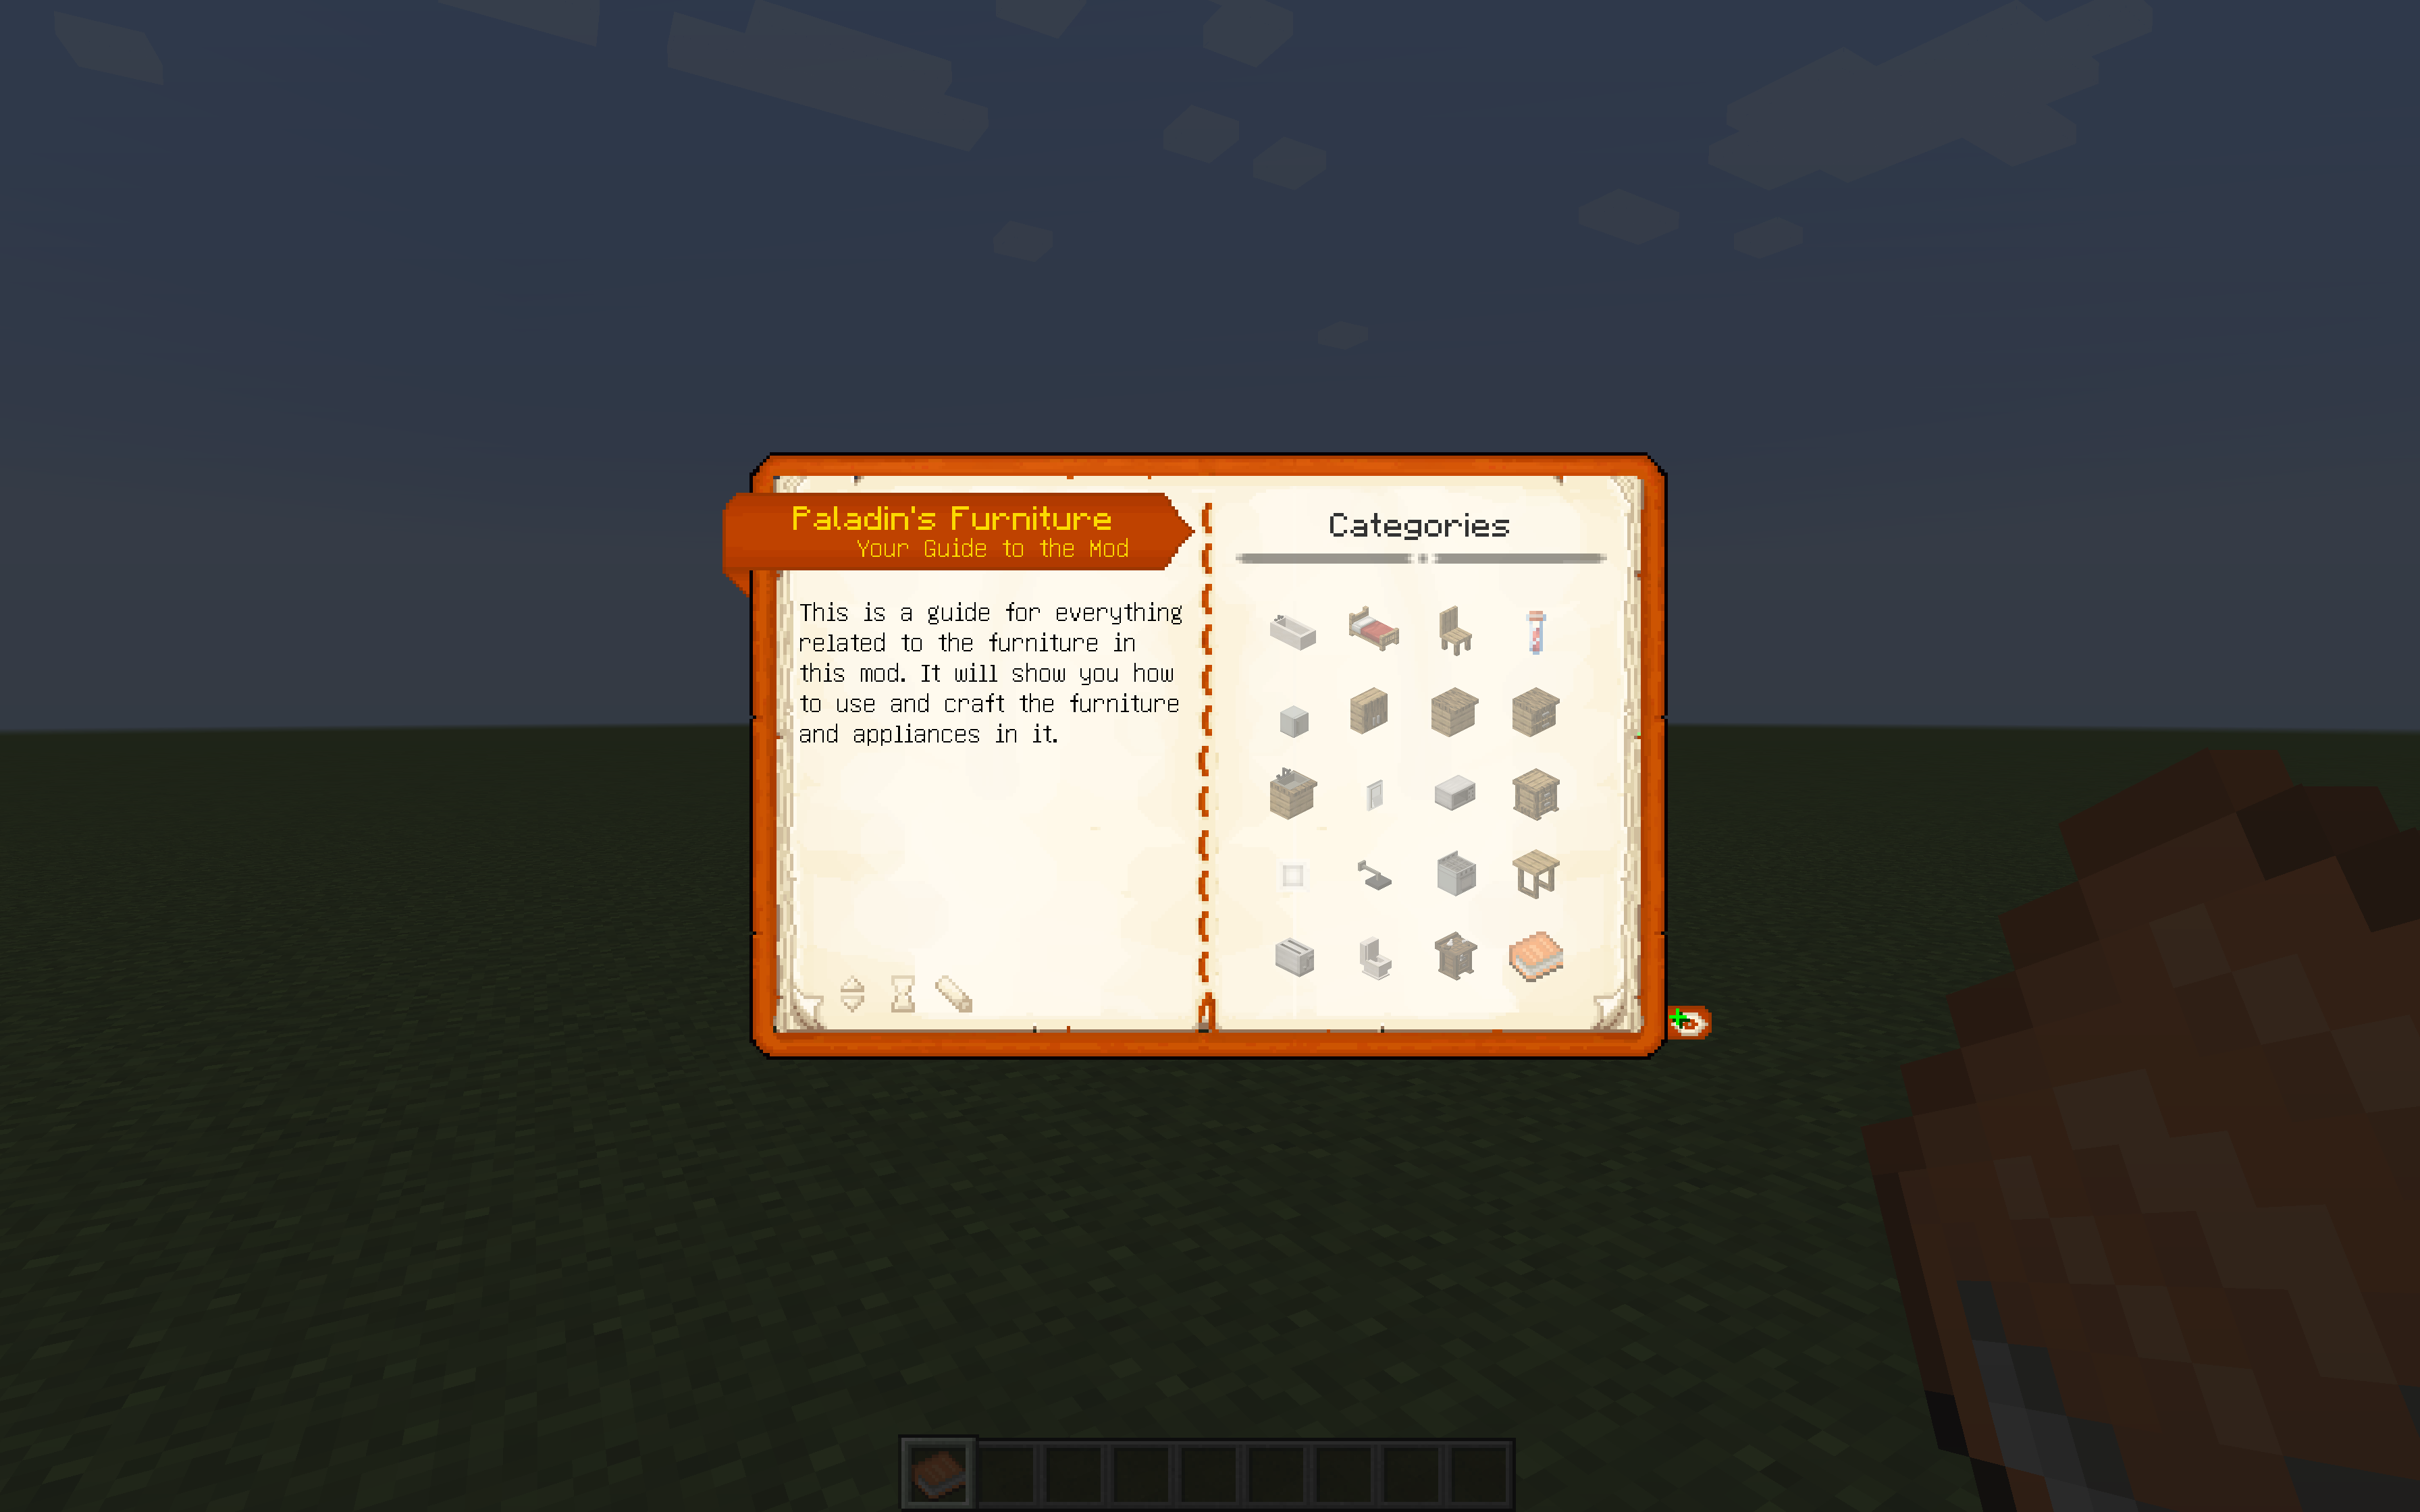 Paladin's Furniture
Your Guide to the Mod
This is a guide for everything
related to the furniture in
this mod. It will show you how
to use and craft the furniture
and appliances in it.
Categories